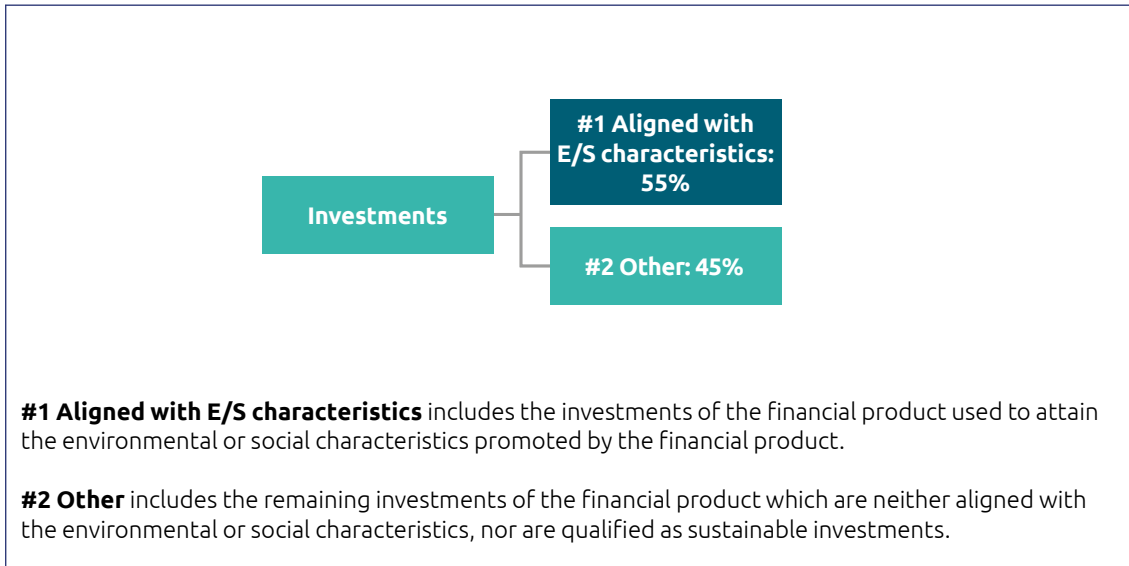 #1 Aligned with
E/S characteristics:
55%
Investments
#2 Other: 45%
#1 Aligned with E/S characteristics includes the investments of the financial product used to attain
the environmental or social characteristics promoted by the financial product.
#2 Other includes the remaining investments of the financial product which are neither aligned with
the environmental or social characteristics, nor are qualified as sustainable investments.